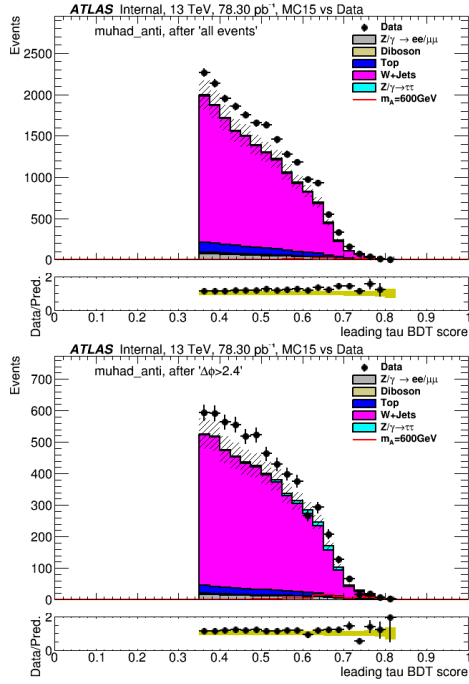 ATLAS Internal, 13 TeV, 78.30 pb⁻¹, MC15 vs Data
Events
muhad_anti, after 'all events'
Data
Z/γ → ee/μμ
Diboson
Top
W+Jets
Z/γ→ττ
m_A=600GeV
2500
2000
1500
1000
500
0
Data/Pred.
2
0
0 0.1 0.2 0.3 0.4 0.5 0.6 0.7 0.8 0.9 1
leading tau BDT score
ATLAS Internal, 13 TeV, 78.30 pb⁻¹, MC15 vs Data
Events
muhad_anti, after 'Δϕ>2.4'
Data
Z/γ → ee/μμ
Diboson
Top
W+Jets
Z/γ→ττ
m_A=600GeV
700
600
500
400
300
200
100
0
Data/Pred.
2
0
0 0.1 0.2 0.3 0.4 0.5 0.6 0.7 0.8 0.9 1
leading tau BDT score